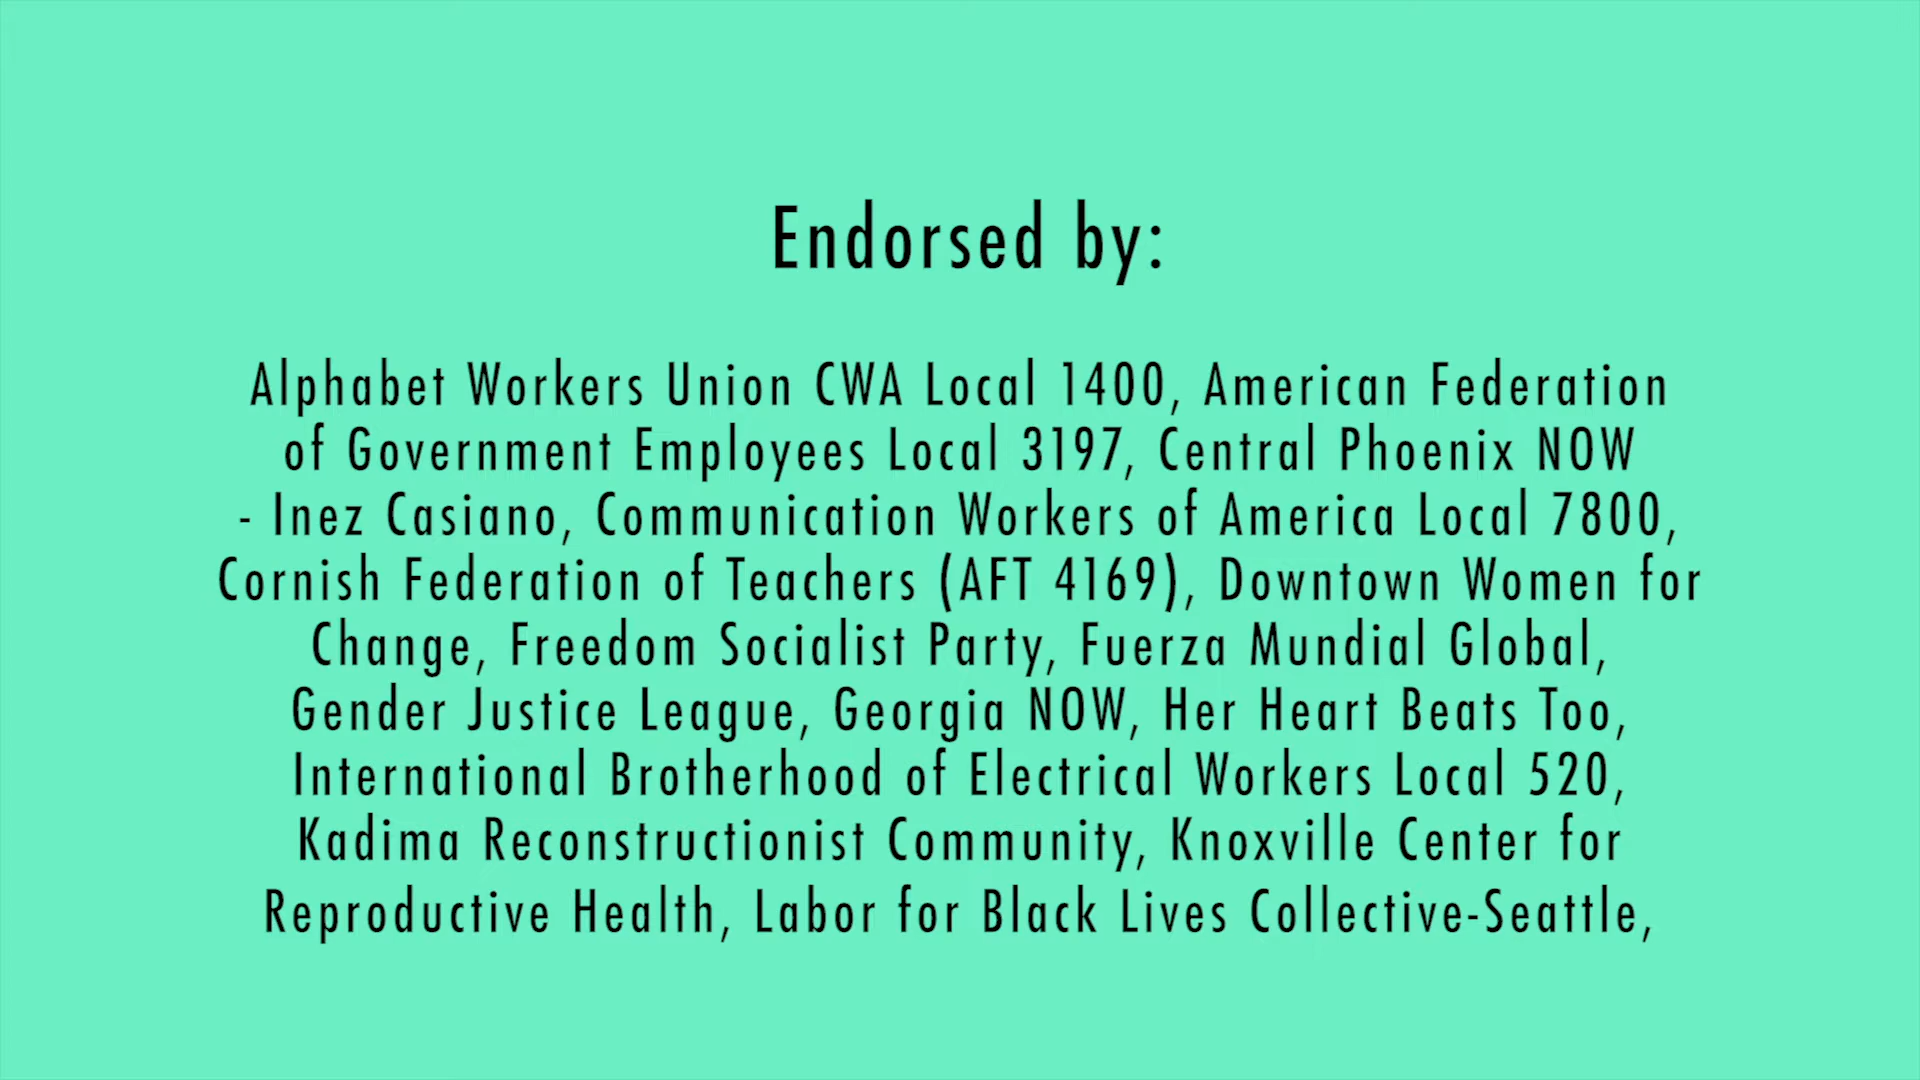 Endorsed by:
Alphabet Workers Union CWA Local 1400, American Federation
of Government Employees Local 3197, Central Phoenix NOW
- Inez Casiano, Communication Workers of America Local 7800,
Cornish Federation of Teachers (AFT 4169), Downtown Women for
Change, Freedom Socialist Party, Fuerza Mundial Global,
Gender Justice League, Georgia NOW, Her Heart Beats Too,
International Brotherhood of Electrical Workers Local 520,
Kadima Reconstructionist Community, Knoxville Center for
Reproductive Health, Labor for Black Lives Collective-Seattle,